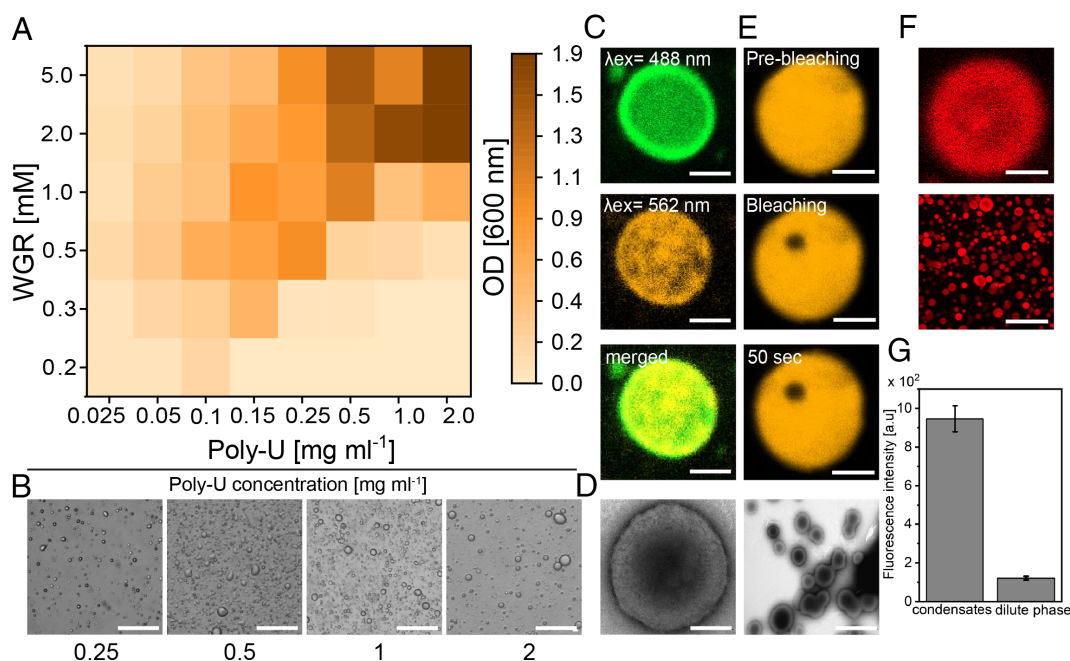 A
WGR [mM]
5.0
2.0
1.0
0.5
0.3
0.2
0.025 0.05 0.1 0.15 0.25 0.5 1.0 2.0
Poly-U [mg ml-1]
OD [600 nm]
1.9
1.7
1.5
1.3
1.1
0.9
0.6
0.4
0.2
0.0
B
Poly-U concentration [mg ml-1]
0.25 0.5 1 2
C
λex= 488 nm
λex= 562 nm
merged
D
E
Pre-bleaching
Bleaching
50 sec
F
G
x 10²
Fluorescence intensity [a.u]
10
8
6
4
2
0
condensates dilute phase